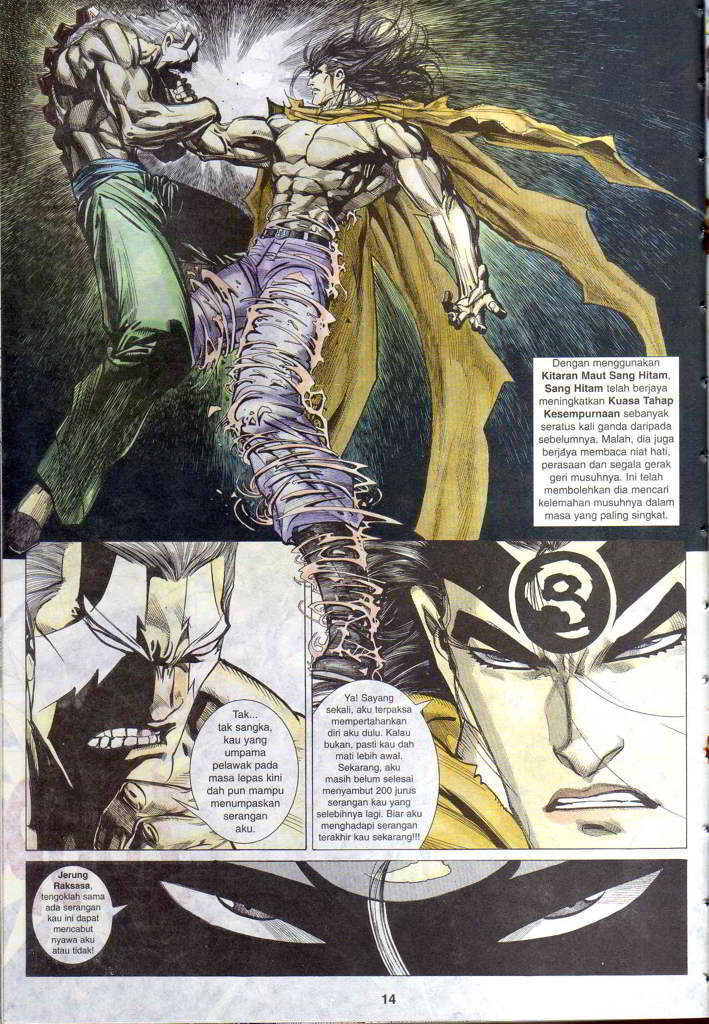 Dengan menggunakan
Kitaran Maut Sang Hitam,
Sang Hitam telah berjaya
meningkatkan Kuasa Tahap
Kesempurnaan sebanyak
seratus kali ganda daripada
sebelumnya. Malah, dia juga
berjaya membaca niat hati,
perasaan dan segala gerak
geri musuhnya. Ini telah
membolehkan dia mencari
kelemahan musuhnya dalam
masa yang paling singkat.
Tak...
tak sangka,
kau yang
umpama
pelawak pada
masa lepas kini
dah pun mampu
menumpaskan
serangan
aku.
Ya! Sayang
sekali, aku terpaksa
mempertahankan
diri aku dulu. Kalau
bukan, pasti kau dah
mati lebih awal.
Sekarang, aku
masih belum selesai
menyambut 200 jurus
serangan kau yang
selebihnya lagi. Biar aku
menghadapi serangan
terakhir kau sekarang!!!
Jerung
Raksasa,
tengoklah sama
ada serangan
kau ini dapat
mencabut
nyawa aku
atau tidak!
14